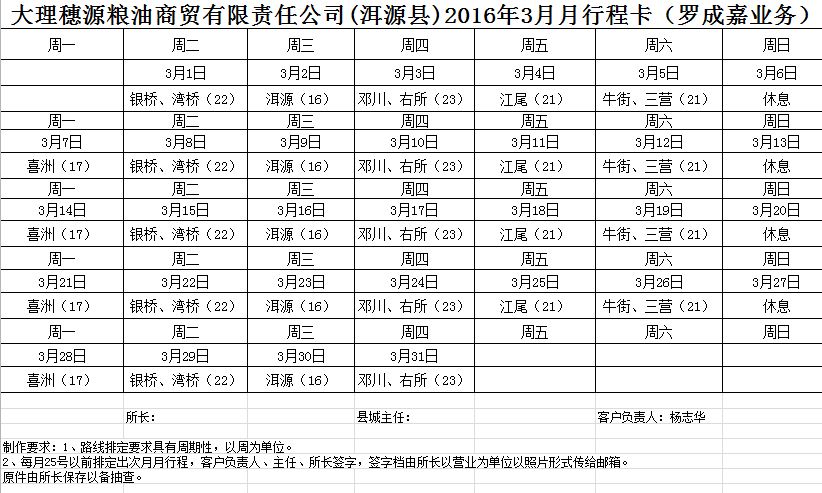 大理穗源粮油商贸有限责任公司(洱源县)2016年3月月行程卡（罗成嘉业务）
周一 周二 周三 周四 周五 周六 周日
3月1日 3月2日 3月3日 3月4日 3月5日 3月6日
银桥、湾桥（22） 洱源（16） 邓川、右所（23） 江尾（21） 牛街、三营（21） 休息
周一 周二 周三 周四 周五 周六 周日
3月7日 3月8日 3月9日 3月10日 3月11日 3月12日 3月13日
喜洲（17） 银桥、湾桥（22） 洱源（16） 邓川、右所（23） 江尾（21） 牛街、三营（21） 休息
周一 周二 周三 周四 周五 周六 周日
3月14日 3月15日 3月16日 3月17日 3月18日 3月19日 3月20日
喜洲（17） 银桥、湾桥（22） 洱源（16） 邓川、右所（23） 江尾（21） 牛街、三营（21） 休息
周一 周二 周三 周四 周五 周六 周日
3月21日 3月22日 3月23日 3月24日 3月25日 3月26日 3月27日
喜洲（17） 银桥、湾桥（22） 洱源（16） 邓川、右所（23） 江尾（21） 牛街、三营（21） 休息
周一 周二 周三 周四 周五 周六 周日
3月28日 3月29日 3月30日 3月31日
喜洲（17） 银桥、湾桥（22） 洱源（16） 邓川、右所（23）
所长: 县城主任: 客户负责人: 杨志华
制作要求: 1、路线排定要求具有周期性，以周为单位。
2、每月25号以前排定出次月月行程，客户负责人、主任、所长签字，签字档由所长以营业为单位以照片形式传给邮箱。
原件由所长保存以备抽查。